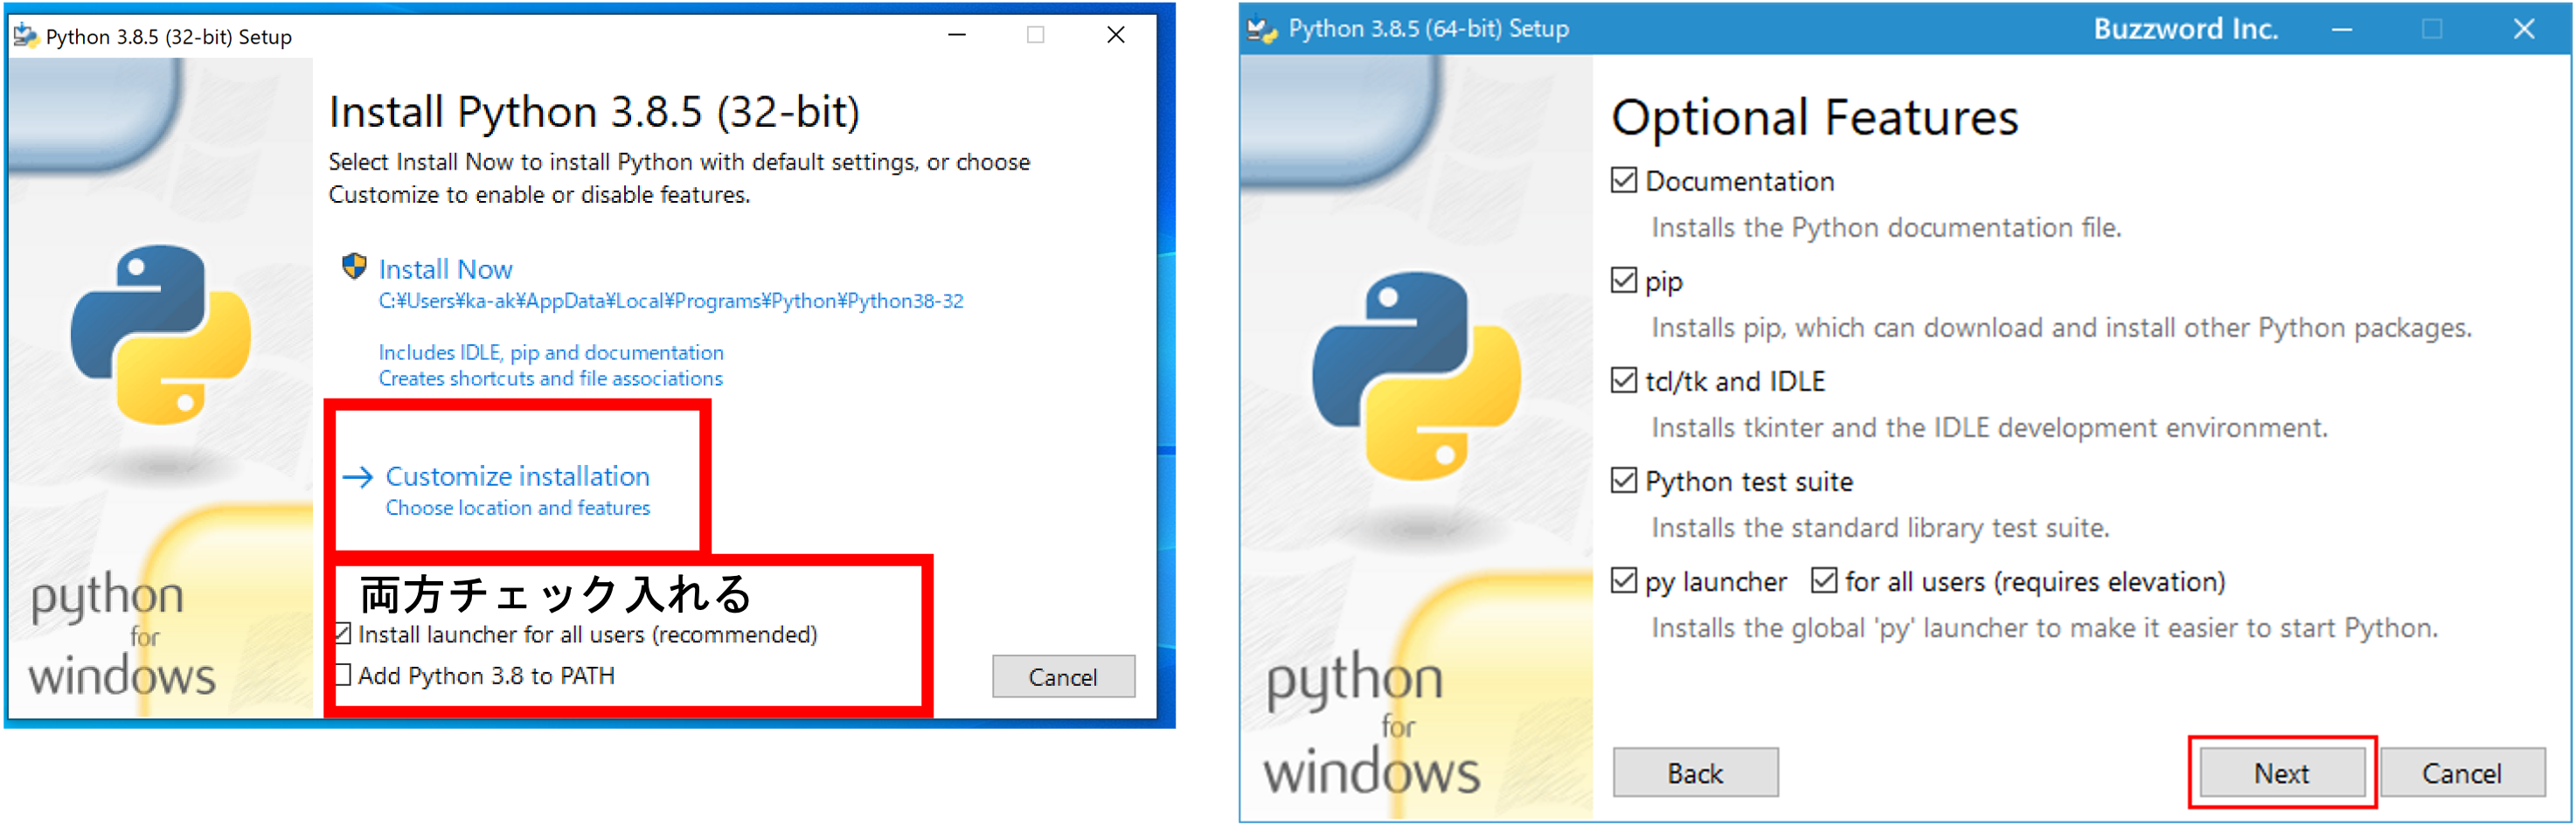 Python 3.8.5 (32-bit) Setup
Install Python 3.8.5 (32-bit)
Select Install Now to install Python with default settings, or choose
Customize to enable or disable features.
Install Now
C:¥Users¥ka-ak¥AppData¥Local¥Programs¥Python¥Python38-32
Includes IDLE, pip and documentation
Creates shortcuts and file associations
Customize installation
Choose location and features
両方チェック入れる
Install launcher for all users (recommended)
Add Python 3.8 to PATH
Cancel
python
for
windows
Python 3.8.5 (64-bit) Setup
Buzzword Inc.
Optional Features
Documentation
Installs the Python documentation file.
pip
Installs pip, which can download and install other Python packages.
tcl/tk and IDLE
Installs tkinter and the IDLE development environment.
Python test suite
Installs the standard library test suite.
py launcher for all users (requires elevation)
Installs the global 'py' launcher to make it easier to start Python.
python
for
windows
Back
Next
Cancel